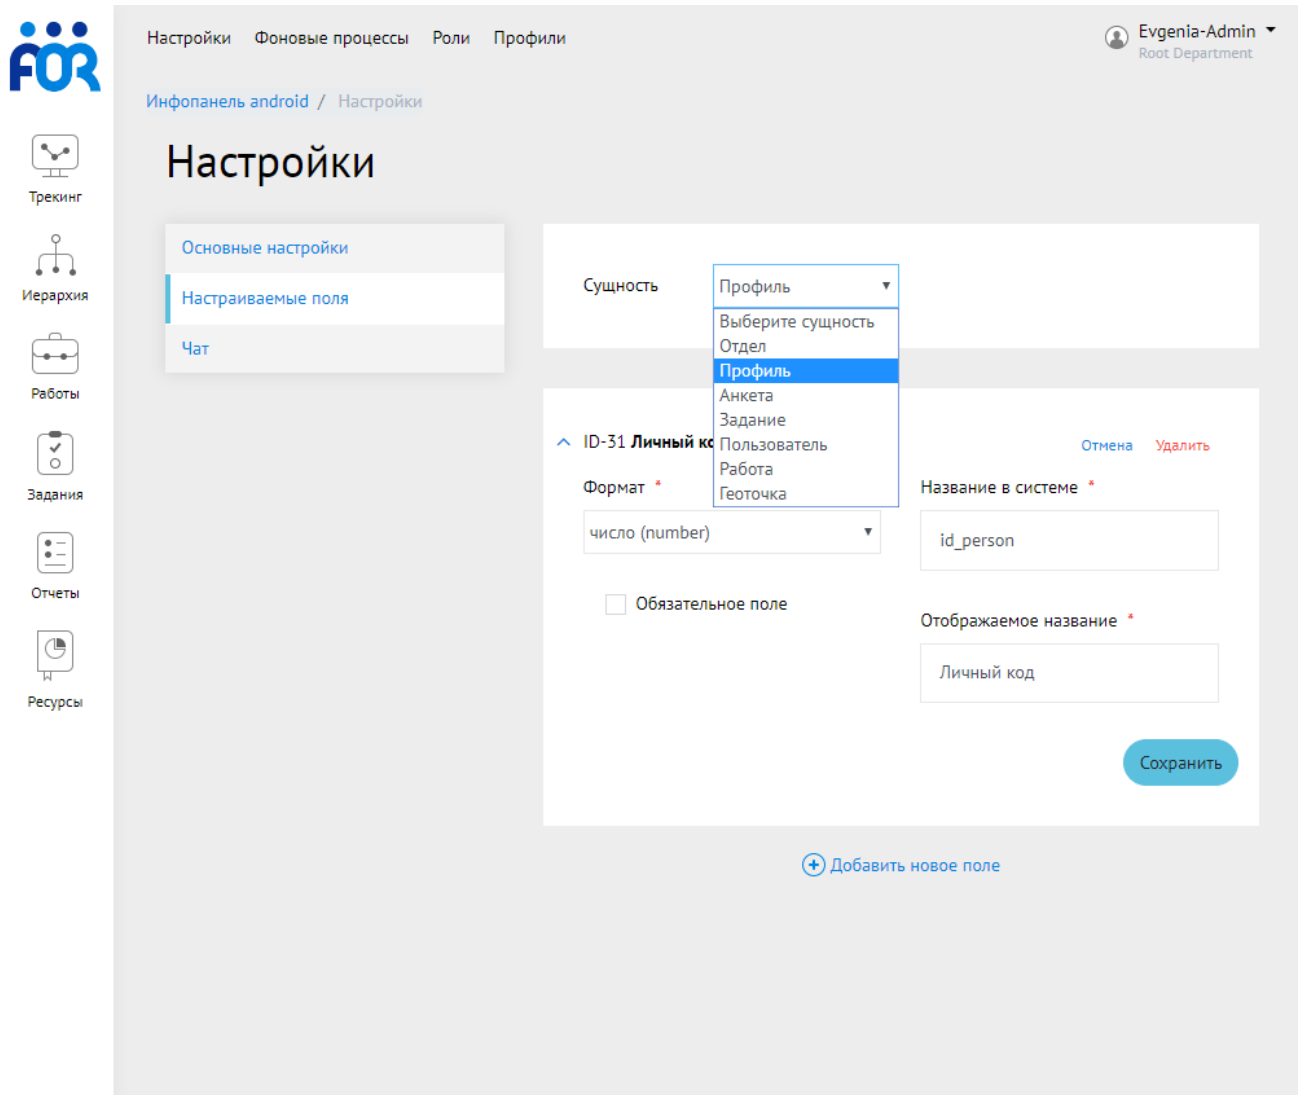 FOR
Настройки Фоновые процессы Роли Профили
Evgenia-Admin
Root Department
Инфопанель android / Настройки
Настройки
Трекинг
Иерархия
Работы
Задания
Отчеты
Ресурсы
Основные настройки
Настраиваемые поля
Чат
Сущность
Профиль
Выберите сущность
Отдел
Профиль
Анкета
Задание
Пользователь
Работа
Геоточка
ID-31 Личный
Отмена Удалить
Формат *
число (number)
Обязательное поле
Название в системе *
id_person
Отображаемое название *
Личный код
Сохранить
Добавить новое поле